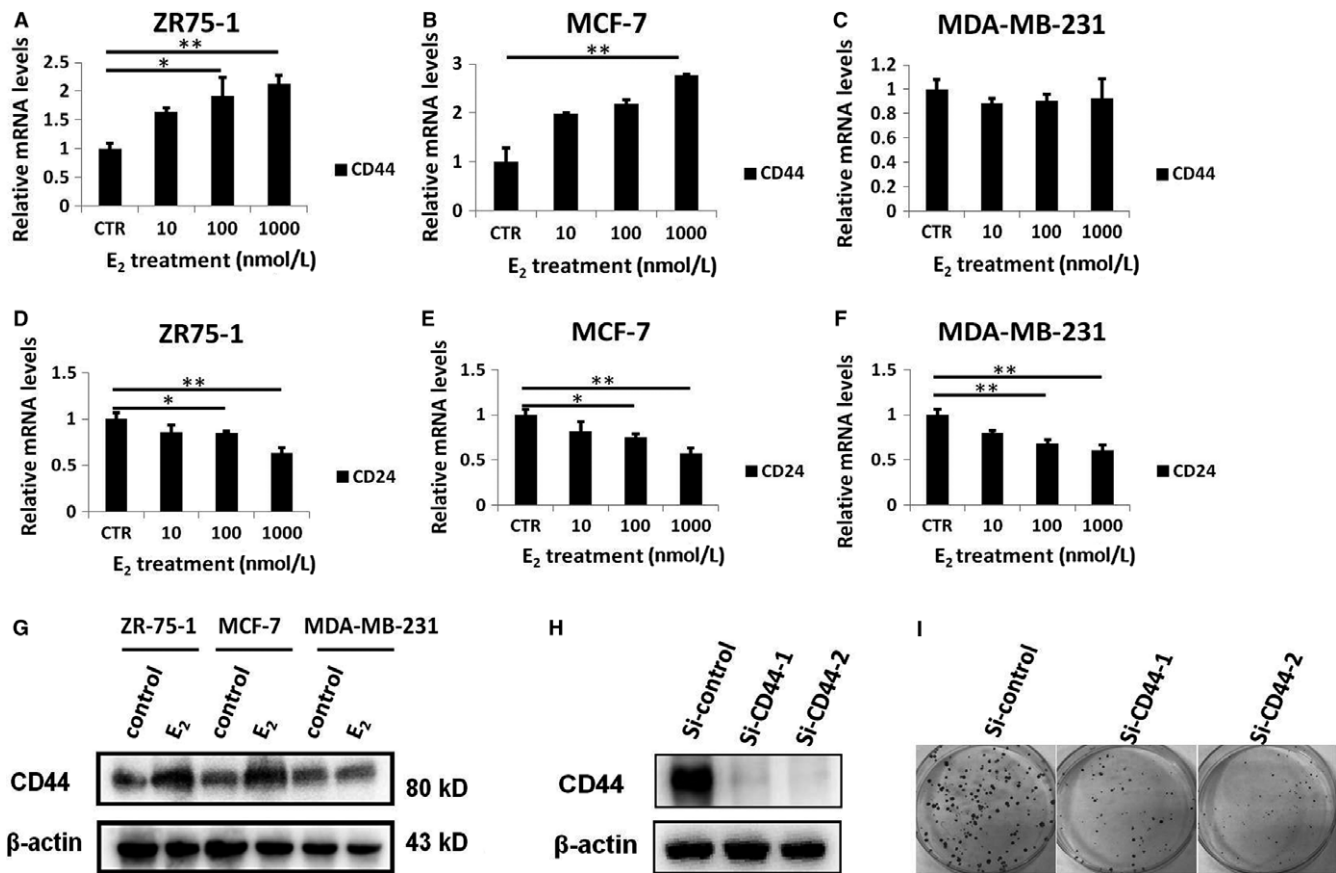 A
ZR75-1
Relative mRNA levels
2.5
2
1.5
1
0.5
0
**
*
CTR 10 100 1000
E₂ treatment (nmol/L)
CD44
B
MCF-7
Relative mRNA levels
3
2
1
0
**
CTR 10 100 1000
E₂ treatment (nmol/L)
CD44
C
MDA-MB-231
Relative mRNA levels
1.2
1
0.8
0.6
0.4
0.2
0
CTR 10 100 1000
E₂ treatment (nmol/L)
CD44
D
ZR75-1
Relative mRNA levels
1.5
1
0.5
0
**
*
CTR 10 100 1000
E₂ treatment (nmol/L)
CD24
E
MCF-7
Relative mRNA levels
1.5
1
0.5
0
**
*
CTR 10 100 1000
E₂ treatment (nmol/L)
CD24
F
MDA-MB-231
Relative mRNA levels
1.5
1
0.5
0
**
**
CTR 10 100 1000
E₂ treatment (nmol/L)
CD24
G
ZR-75-1 MCF-7 MDA-MB-231
control E₂ control E₂ control E₂
CD44 80 kD
β-actin 43 kD
H
Si-control Si-CD44-1 Si-CD44-2
CD44
β-actin
I
Si-control Si-CD44-1 Si-CD44-2